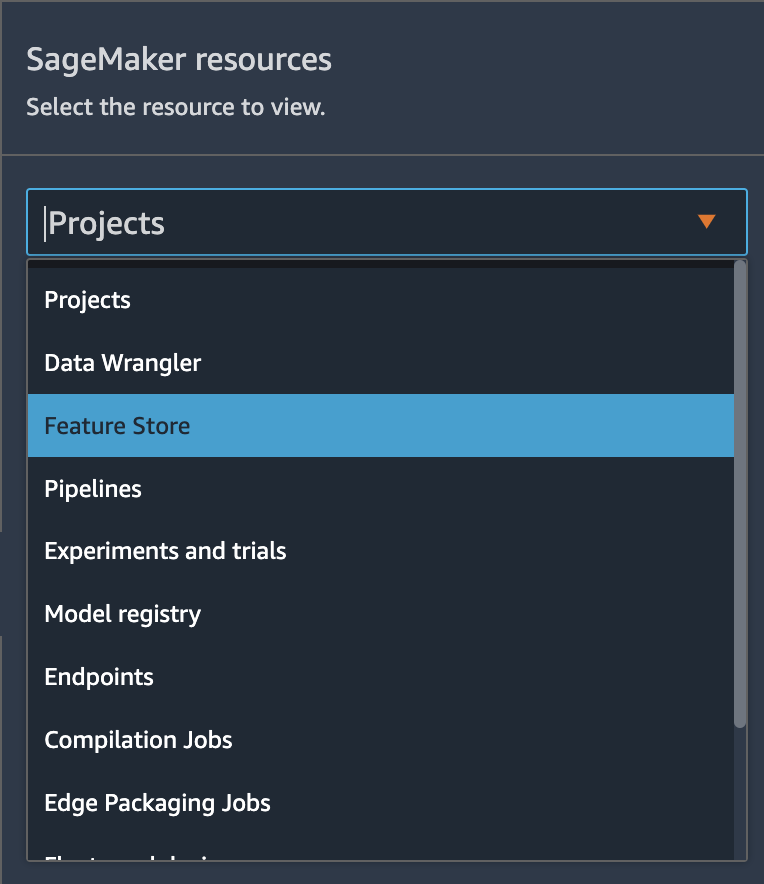 SageMaker resources
Select the resource to view.
Projects
Projects
Data Wrangler
Feature Store
Pipelines
Experiments and trials
Model registry
Endpoints
Compilation Jobs
Edge Packaging Jobs